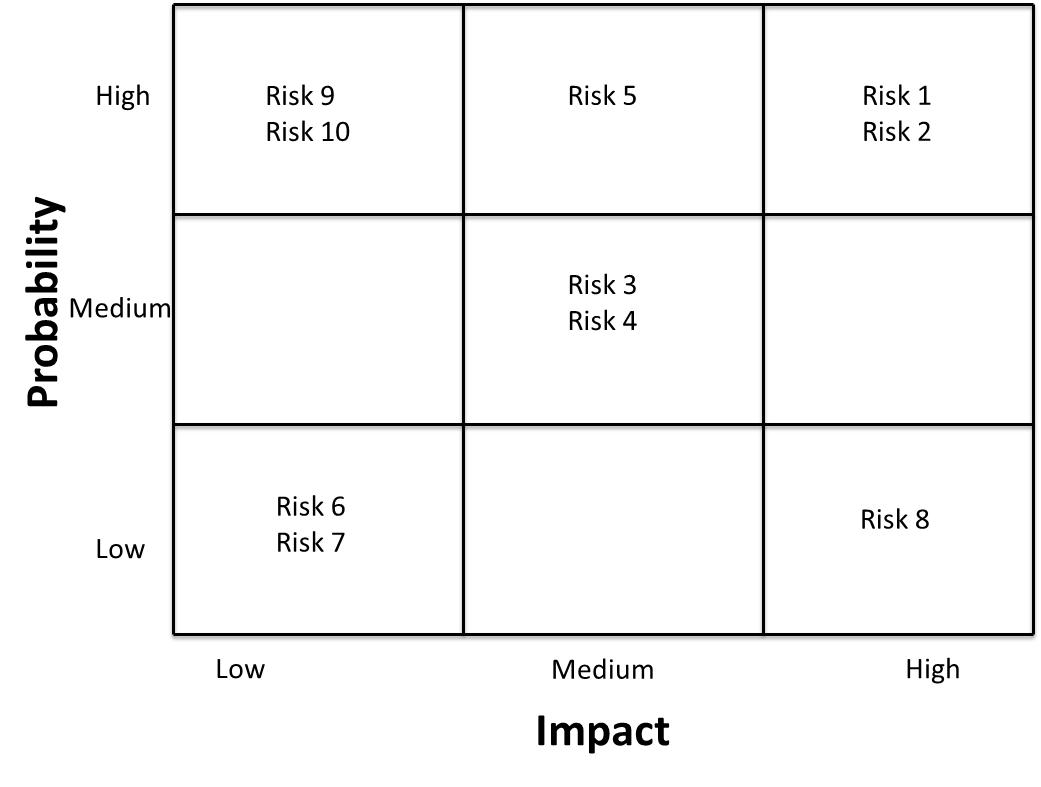 High
Risk 9
Risk 10
Risk 5
Risk 1
Risk 2
Probability
Medium
Risk 3
Risk 4
Low
Risk 6
Risk 7
Risk 8
Low
Medium
High
Impact